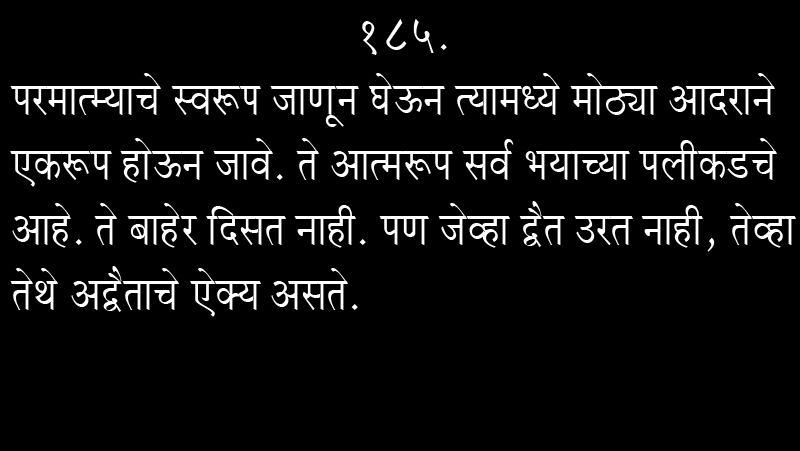 १८५.
परमात्म्याचे स्वरूप जाणून घेऊन त्यामध्ये मोठ्या आदराने
एकरूप होऊन जावे. ते आत्मरूप सर्व भयाच्या पलीकडचे
आहे. ते बाहेर दिसत नाही. पण जेव्हा द्वैत उरत नाही, तेव्हा
तेथे अद्वैताचे ऐक्य असते.